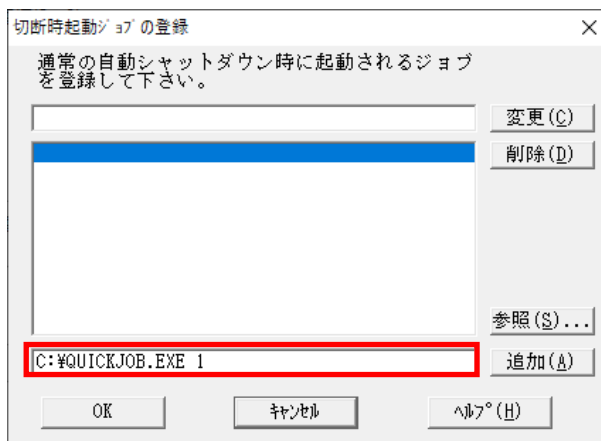 切断時起動ｼﾞｮﾌﾞの登録
通常の自動シャットダウン時に起動されるジョブ
を登録して下さい。
変更(C)
削除(D)
参照(S)...
C:¥QUICKJOB.EXE 1
追加(A)
OK
ｷｬﾝｾﾙ
ﾍﾙﾌﾟ(H)